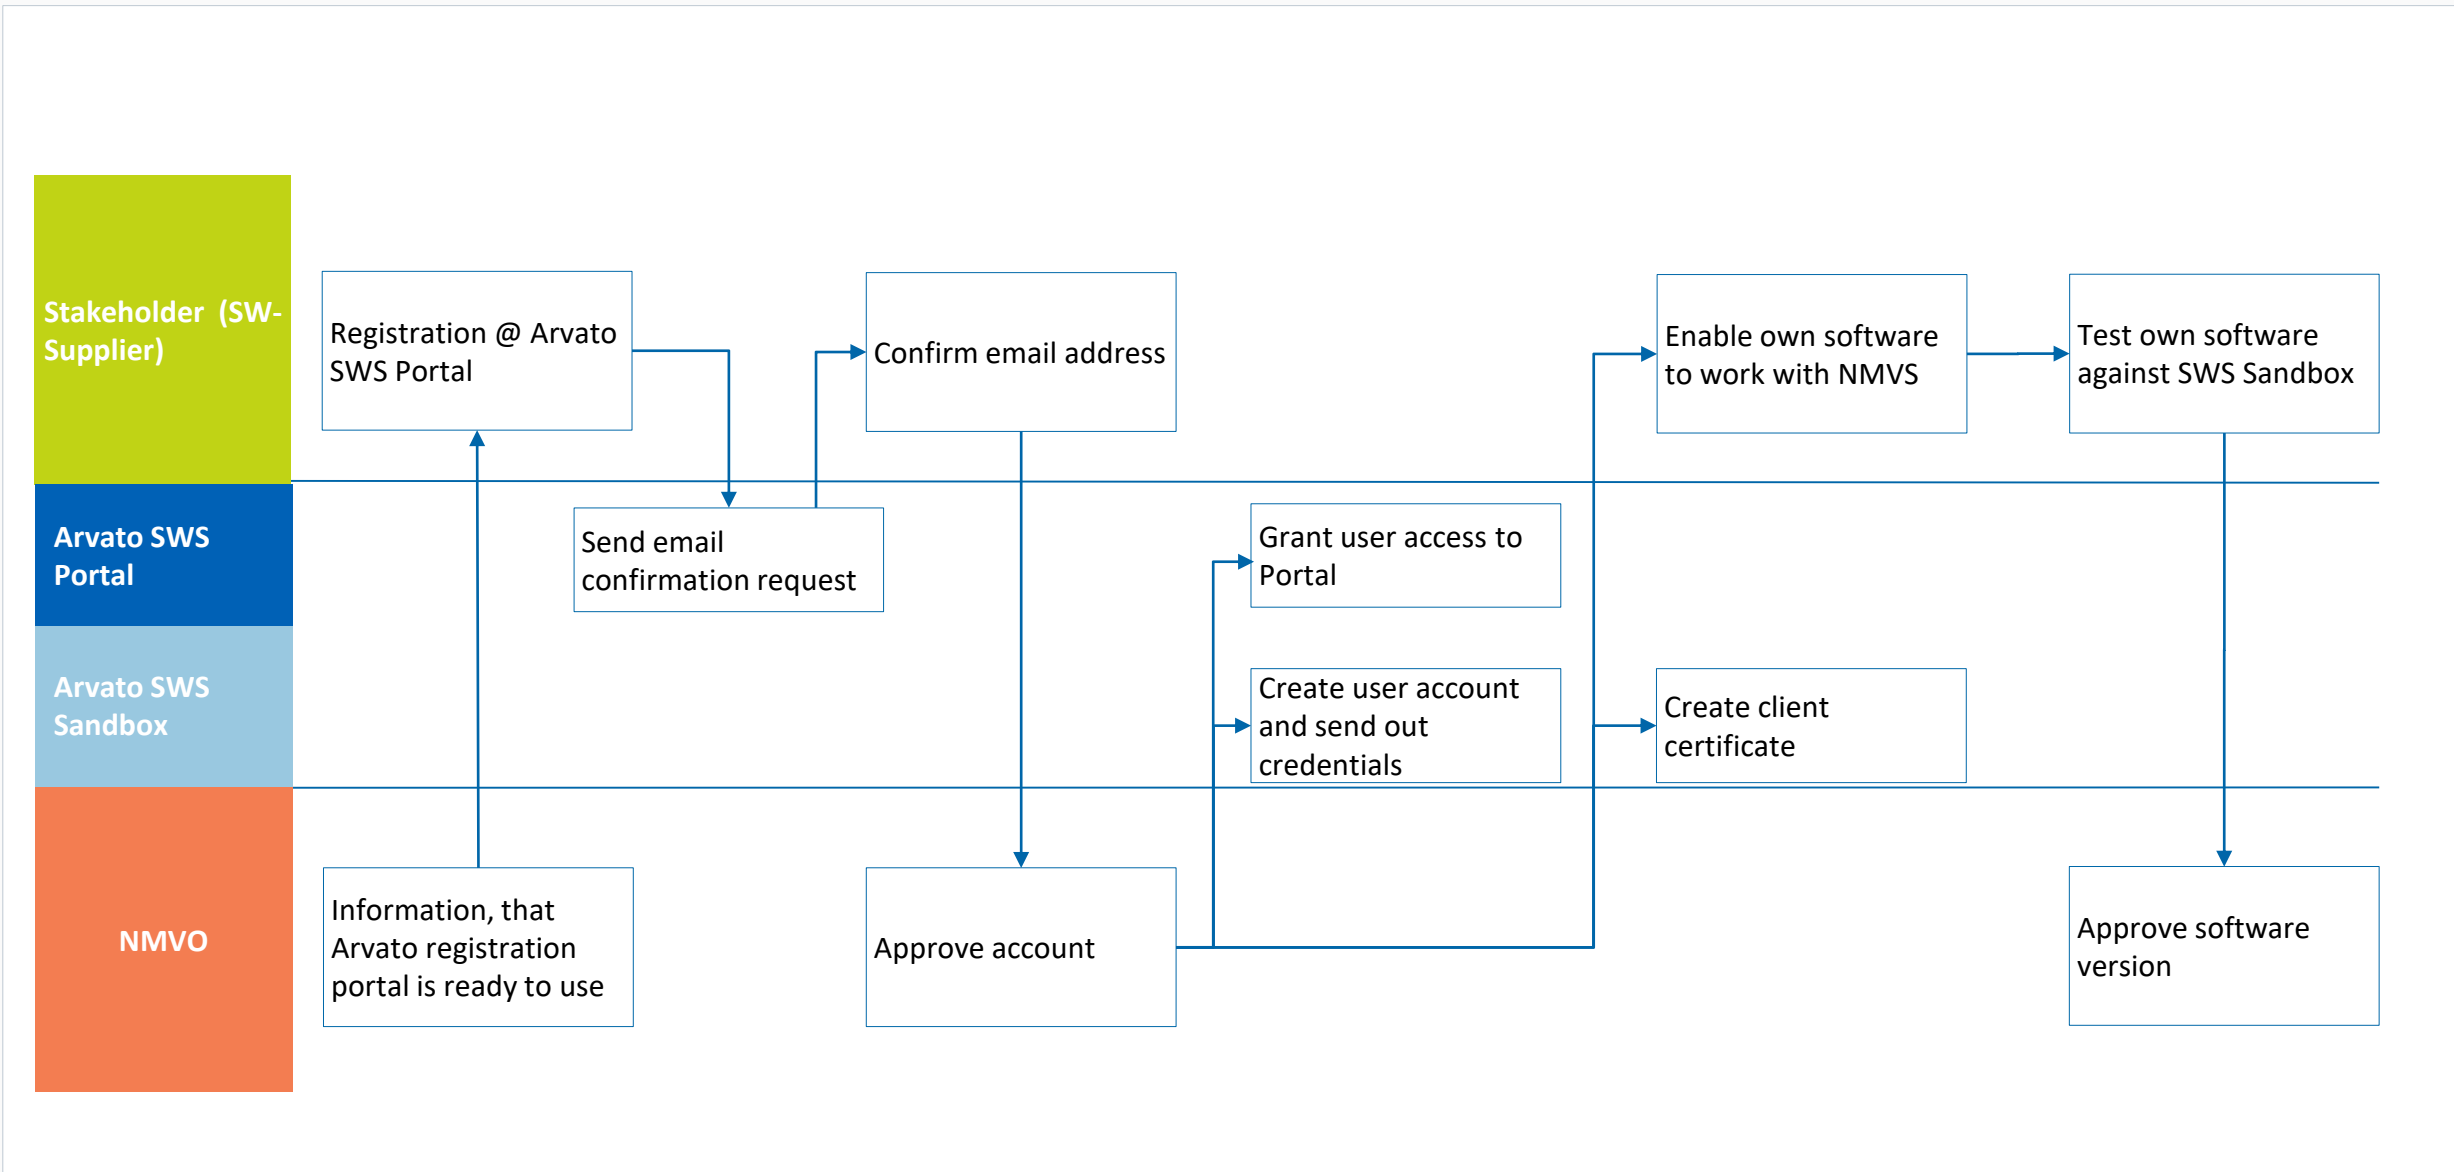 Stakeholder (SW-
Supplier)
Registration @ Arvato
SWS Portal
Confirm email address
Enable own software
to work with NMVS
Test own software
against SWS Sandbox
Arvato SWS
Portal
Send email
confirmation request
Grant user access to
Portal
Arvato SWS
Sandbox
Create user account
and send out
credentials
Create client
certificate
NMVO
Information, that
Arvato registration
portal is ready to use
Approve account
Approve software
version